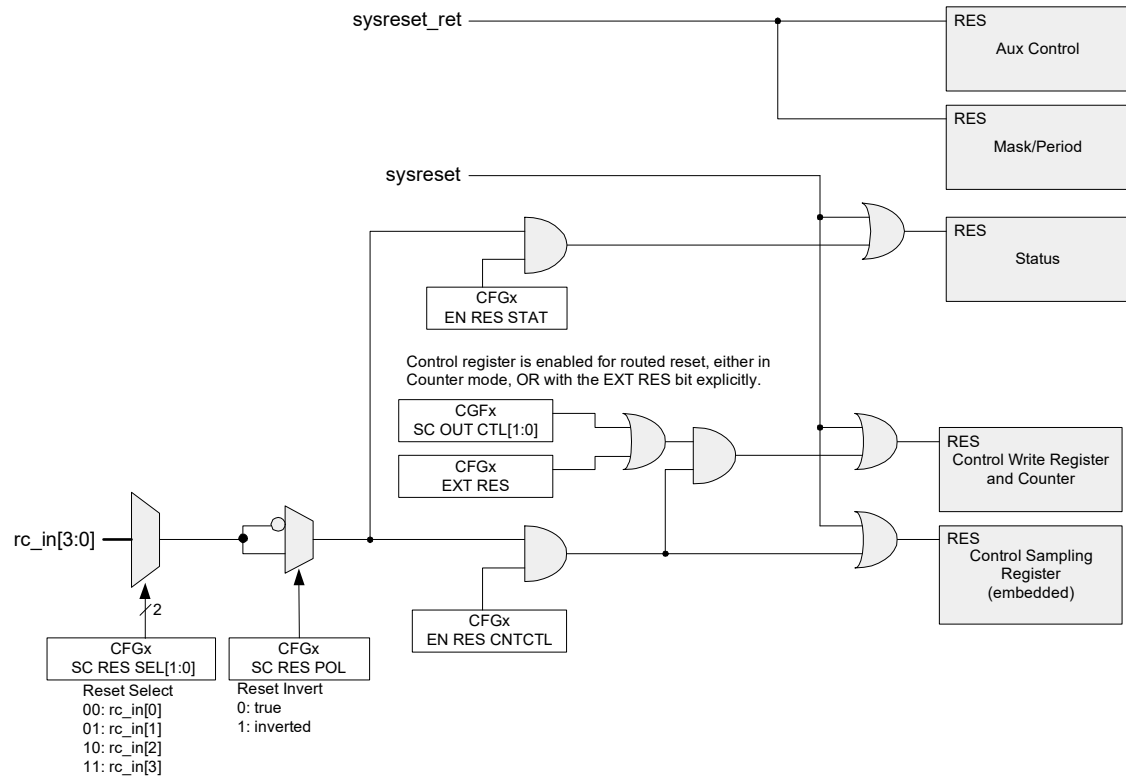 sysreset_ret
RES
Aux Control
RES
Mask/Period
sysreset
RES
Status
CFGx
EN RES STAT
Control register is enabled for routed reset, either in
Counter mode, OR with the EXT RES bit explicitly.
CGFx
SC OUT CTL[1:0]
CFGx
EXT RES
RES
Control Write Register
and Counter
rc_in[3:0]
RES
Control Sampling
Register
(embedded)
2
CFGx
EN RES CNTCTL
CFGx
SC RES SEL[1:0]
CFGx
SC RES POL
Reset Select
00: rc_in[0]
01: rc_in[1]
10: rc_in[2]
11: rc_in[3]
Reset Invert
0: true
1: inverted